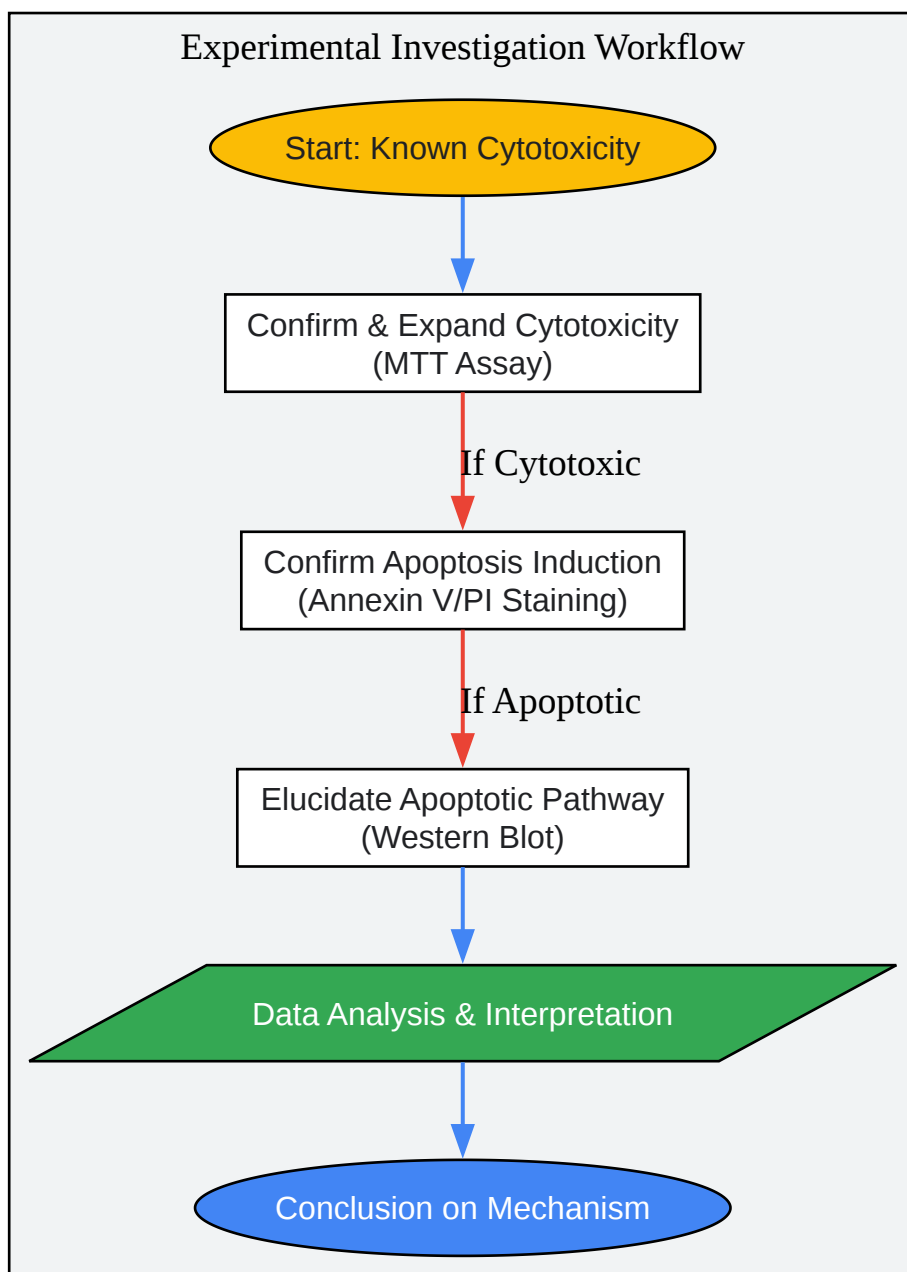 Experimental Investigation Workflow
Start: Known Cytotoxicity
Confirm & Expand Cytotoxicity
(MTT Assay)
If Cytotoxic
Confirm Apoptosis Induction
(Annexin V/PI Staining)
If Apoptotic
Elucidate Apoptotic Pathway
(Western Blot)
Data Analysis & Interpretation
Conclusion on Mechanism